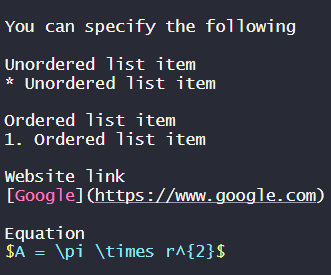 You can specify the following
Unordered list item
* Unordered list item
Ordered list item
1. Ordered list item
Website link
[Google](https://www.google.com)
Equation
$A = \pi \times r^{2}$